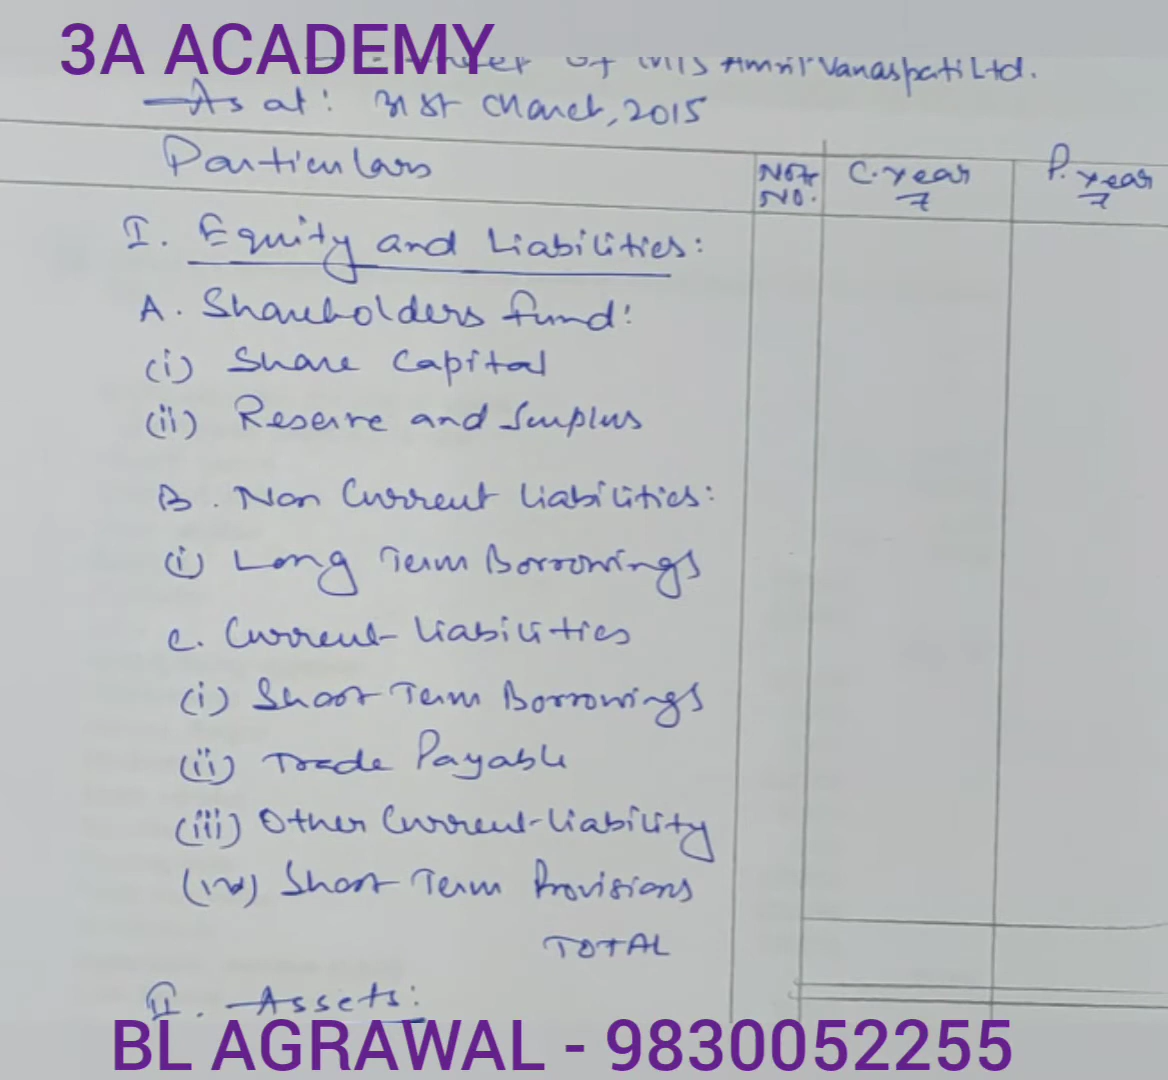 3A ACADEMY
of M/S Amrit Vanaspati Ltd.
As at: 31st March, 2015
Particulars
Note No.
C. year
₹
P. year
₹
I. Equity and Liabilities:
A. Shareholders fund:
(i) Share Capital
(ii) Reserve and Surplus
B. Non Current Liabilities:
(i) Long Term Borrowings
C. Current Liabilities
(i) Short Term Borrowings
(ii) Trade Payable
(iii) Other Current Liability
(iv) Short Term Provisions
TOTAL
II. Assets:
BL AGRAWAL - 9830052255